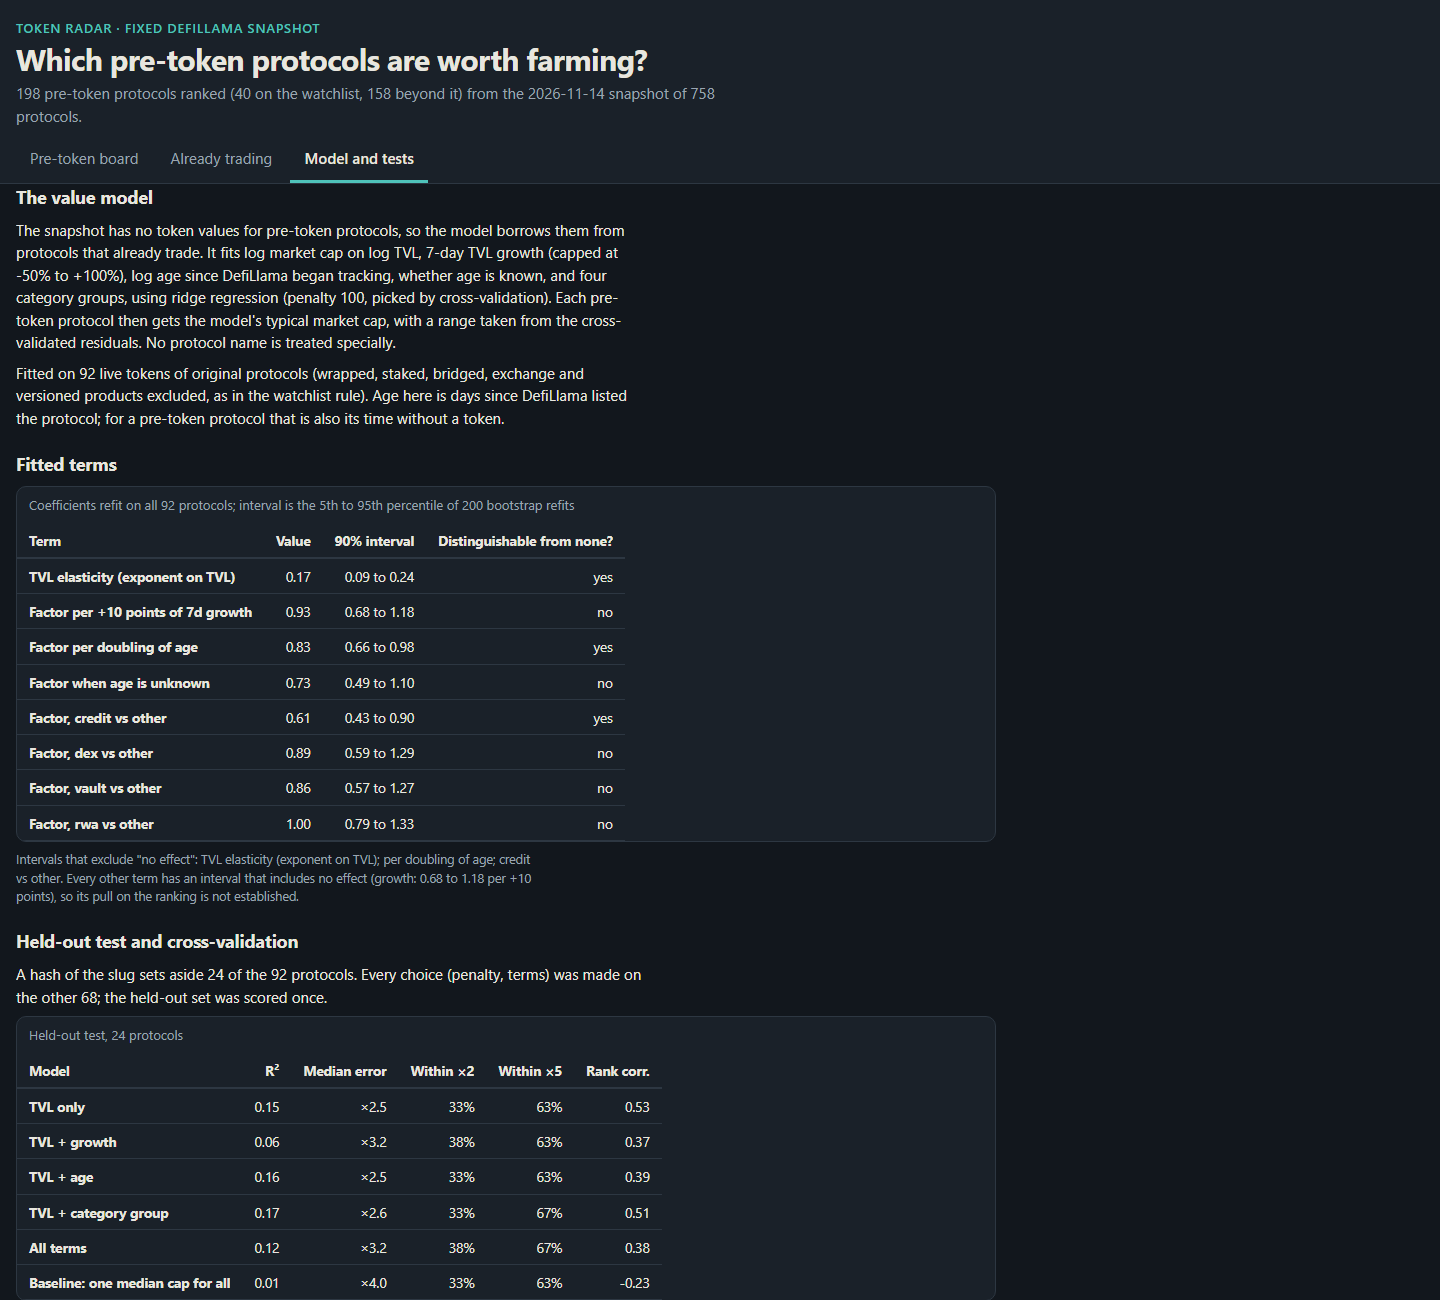 TOKEN RADAR · FIXED DEFILLAMA SNAPSHOT
Which pre-token protocols are worth farming?
198 pre-token protocols ranked (40 on the watchlist, 158 beyond it) from the 2026-11-14 snapshot of 758
protocols.
Pre-token board Already trading Model and tests
The value model
The snapshot has no token values for pre-token protocols, so the model borrows them from
protocols that already trade. It fits log market cap on log TVL, 7-day TVL growth (capped at
-50% to +100%), log age since DefiLlama began tracking, whether age is known, and four
category groups, using ridge regression (penalty 100, picked by cross-validation). Each pre-
token protocol then gets the model's typical market cap, with a range taken from the cross-
validated residuals. No protocol name is treated specially.
Fitted on 92 live tokens of original protocols (wrapped, staked, bridged, exchange and
versioned products excluded, as in the watchlist rule). Age here is days since DefiLlama listed
the protocol; for a pre-token protocol that is also its time without a token.
Fitted terms
Coefficients refit on all 92 protocols; interval is the 5th to 95th percentile of 200 bootstrap refits
Term Value 90% interval Distinguishable from none?
TVL elasticity (exponent on TVL) 0.17 0.09 to 0.24 yes
Factor per +10 points of 7d growth 0.93 0.68 to 1.18 no
Factor per doubling of age 0.83 0.66 to 0.98 yes
Factor when age is unknown 0.73 0.49 to 1.10 no
Factor, credit vs other 0.61 0.43 to 0.90 yes
Factor, dex vs other 0.89 0.59 to 1.29 no
Factor, vault vs other 0.86 0.57 to 1.27 no
Factor, rwa vs other 1.00 0.79 to 1.33 no
Intervals that exclude "no effect": TVL elasticity (exponent on TVL); per doubling of age; credit
vs other. Every other term has an interval that includes no effect (growth: 0.68 to 1.18 per +10
points), so its pull on the ranking is not established.
Held-out test and cross-validation
A hash of the slug sets aside 24 of the 92 protocols. Every choice (penalty, terms) was made on
the other 68; the held-out set was scored once.
Held-out test, 24 protocols
Model R² Median error Within ×2 Within ×5 Rank corr.
TVL only 0.15 ×2.5 33% 63% 0.53
TVL + growth 0.06 ×3.2 38% 63% 0.37
TVL + age 0.16 ×2.5 33% 63% 0.39
TVL + category group 0.17 ×2.6 33% 67% 0.51
All terms 0.12 ×3.2 38% 67% 0.38
Baseline: one median cap for all 0.01 ×4.0 33% 63% -0.23